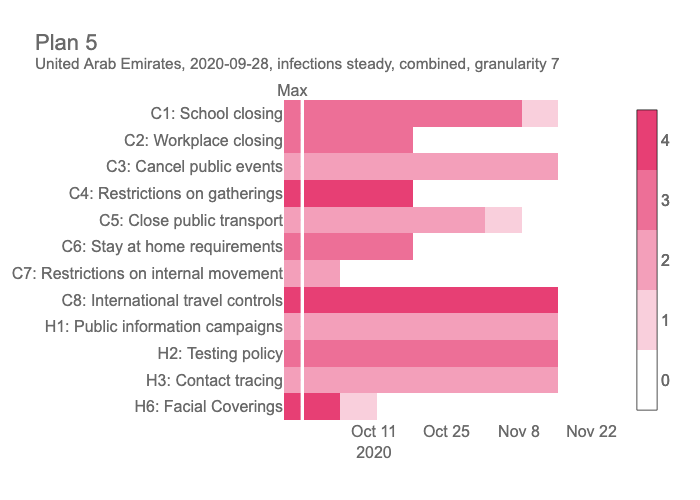 Plan 5
United Arab Emirates, 2020-09-28, infections steady, combined, granularity 7
Max
C1: School closing
C2: Workplace closing
C3: Cancel public events
C4: Restrictions on gatherings
C5: Close public transport
C6: Stay at home requirements
C7: Restrictions on internal movement
C8: International travel controls
H1: Public information campaigns
H2: Testing policy
H3: Contact tracing
H6: Facial Coverings
Oct 11 Oct 25 Nov 8 Nov 22
2020
4
3
2
1
0